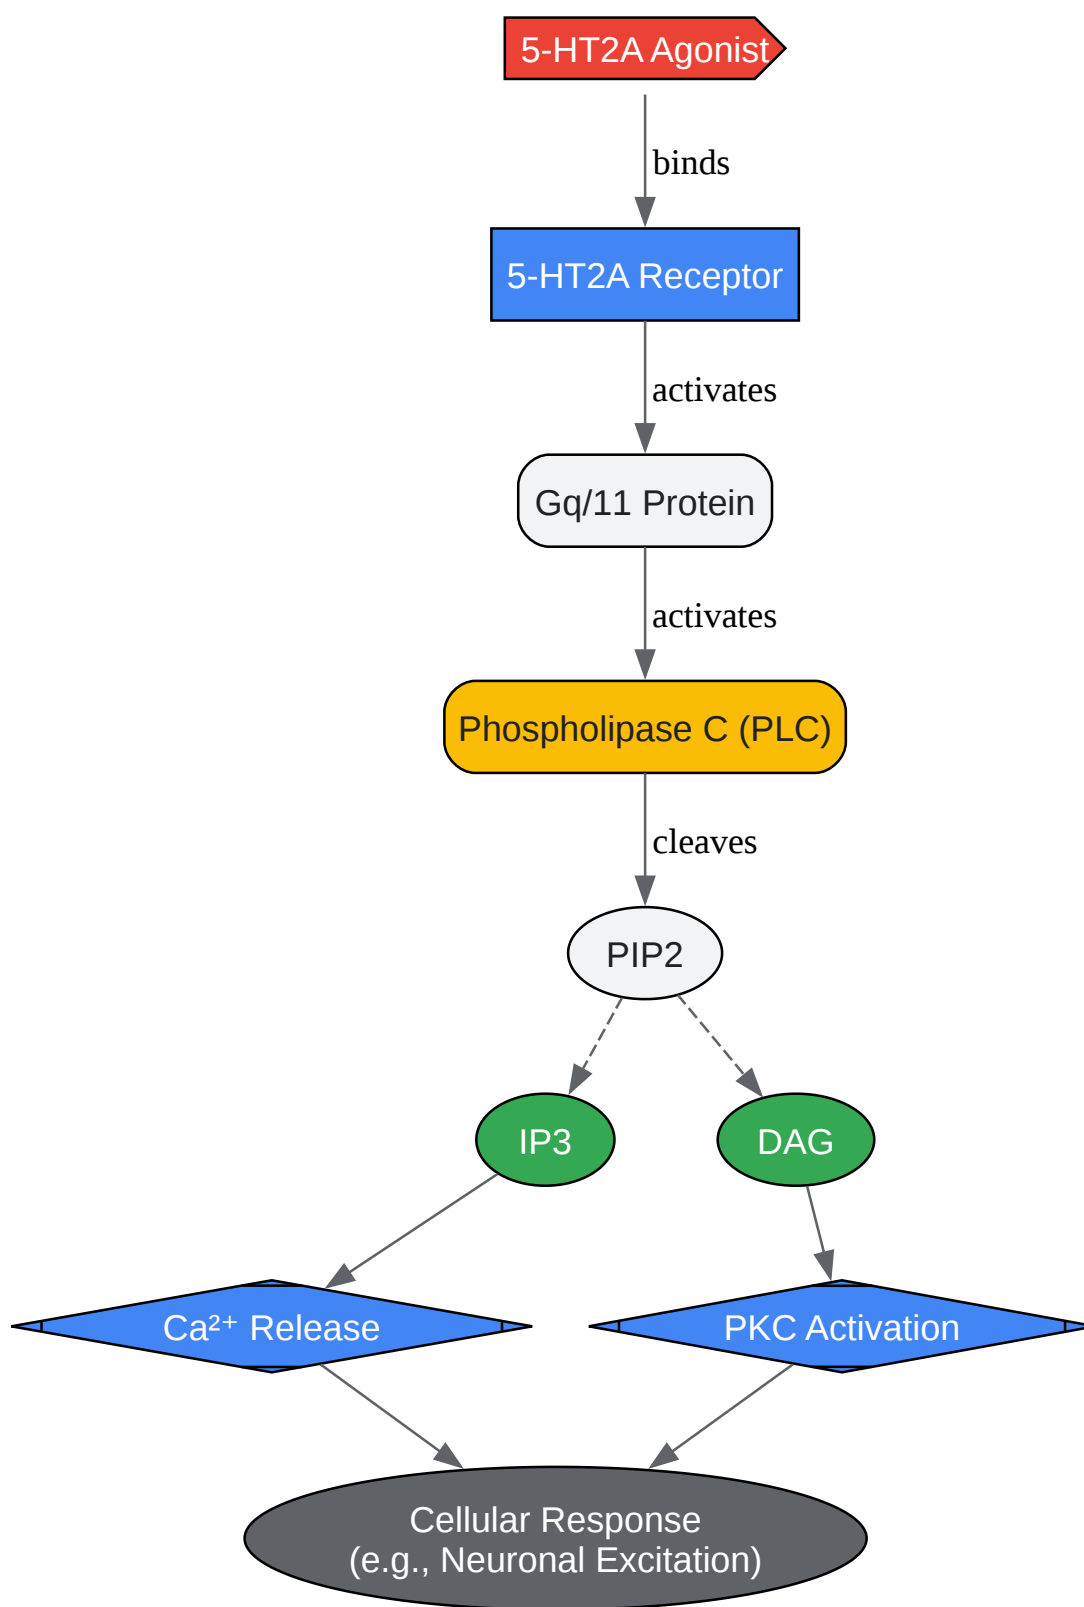 5-HT2A Agonist
binds
5-HT2A Receptor
activates
Gq/11 Protein
activates
Phospholipase C (PLC)
cleaves
PIP2
IP3
DAG
Ca²⁺ Release
PKC Activation
Cellular Response
(e.g., Neuronal Excitation)